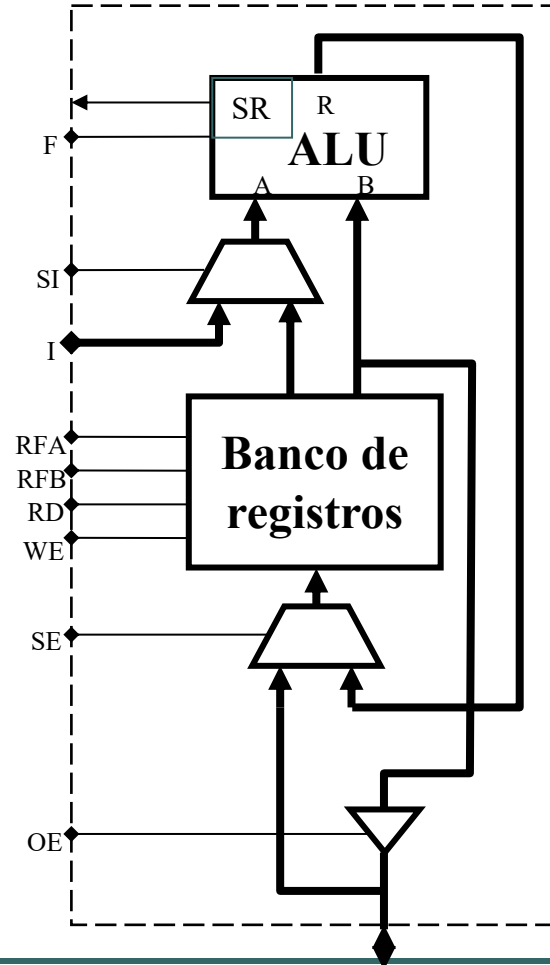 SR R
F
ALU
A B
SI
I
RFA
RFB
RD
WE
Banco de
registros
SE
OE